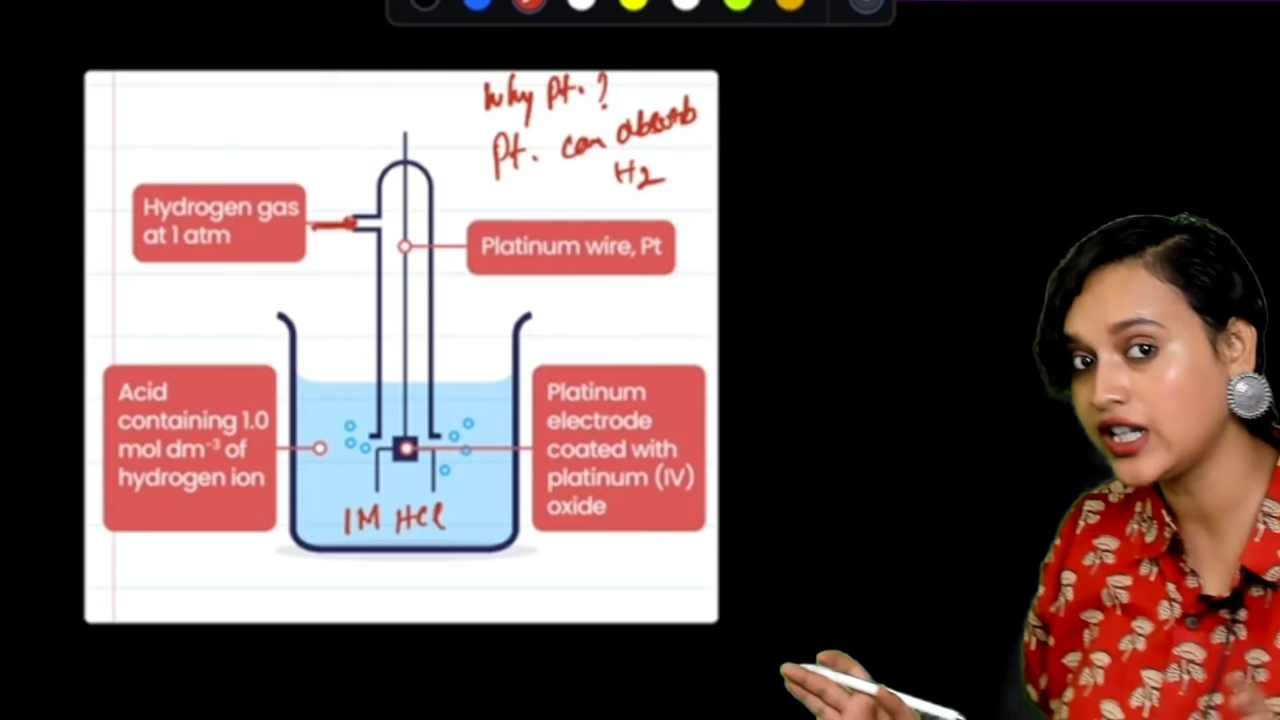 Why Pt. ?
Pt. can absorb
H2
Hydrogen gas
at 1 atm
Platinum wire, Pt
Acid
containing 1.0
mol dm⁻³ of
hydrogen ion
Platinum
electrode
coated with
platinum (IV)
oxide
1M HCl